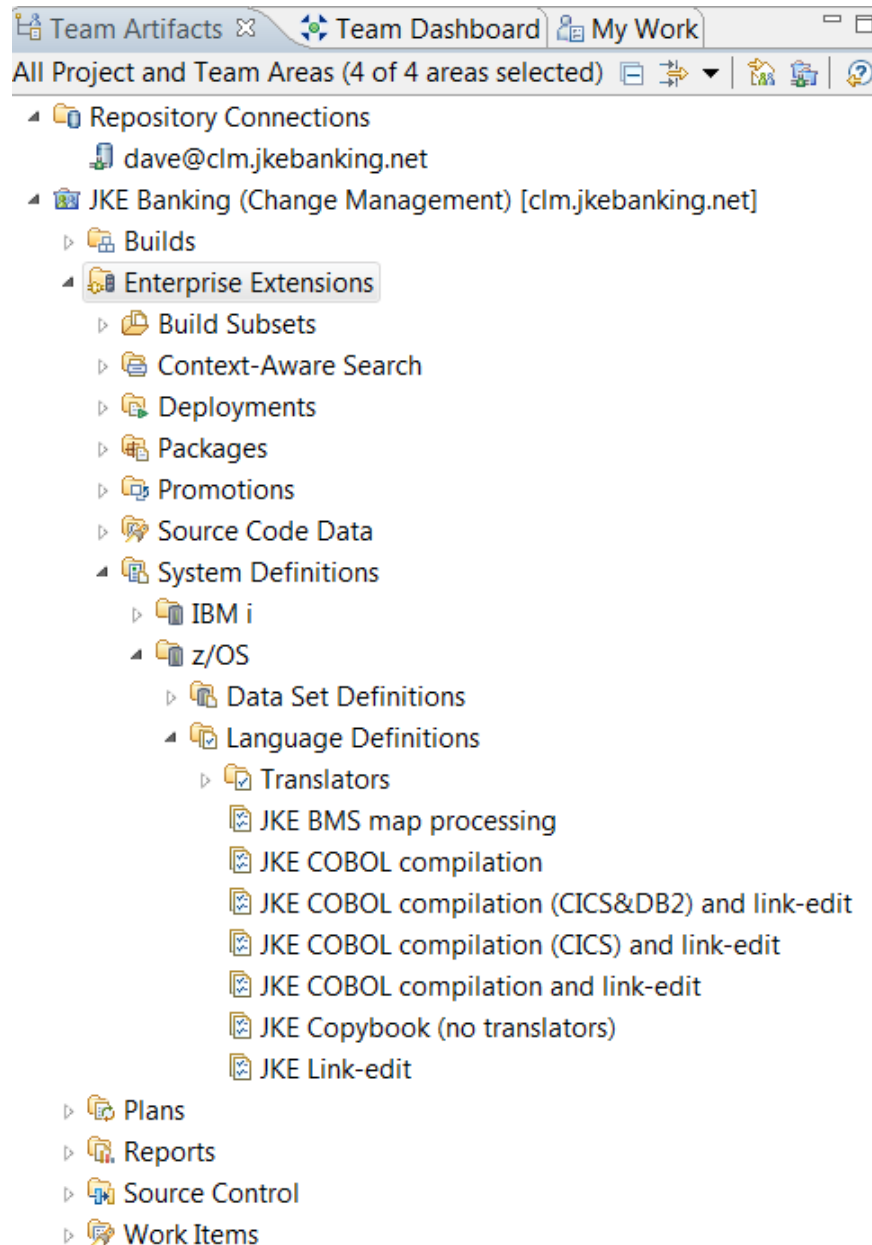 Team Artifacts Team Dashboard My Work
All Project and Team Areas (4 of 4 areas selected)
Repository Connections
dave@clm.jkebanking.net
JKE Banking (Change Management) [clm.jkebanking.net]
Builds
Enterprise Extensions
Build Subsets
Context-Aware Search
Deployments
Packages
Promotions
Source Code Data
System Definitions
IBM i
z/OS
Data Set Definitions
Language Definitions
Translators
JKE BMS map processing
JKE COBOL compilation
JKE COBOL compilation (CICS&DB2) and link-edit
JKE COBOL compilation (CICS) and link-edit
JKE COBOL compilation and link-edit
JKE Copybook (no translators)
JKE Link-edit
Plans
Reports
Source Control
Work Items